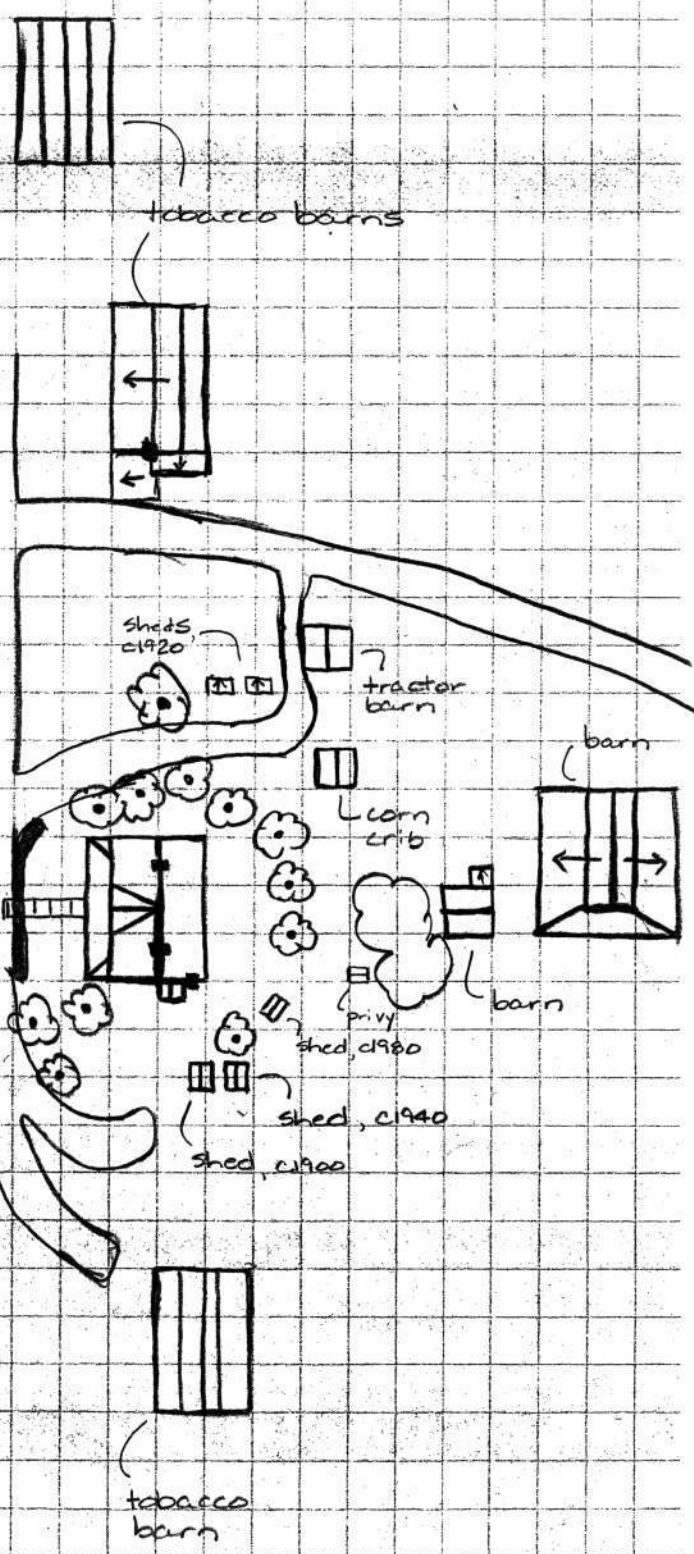 tobacco barns
sheds,
c1920
tractor
barn
barn
corn
crib
barn
privy
shed, c1980
shed, c1940
shed, c1900
tobacco
barn